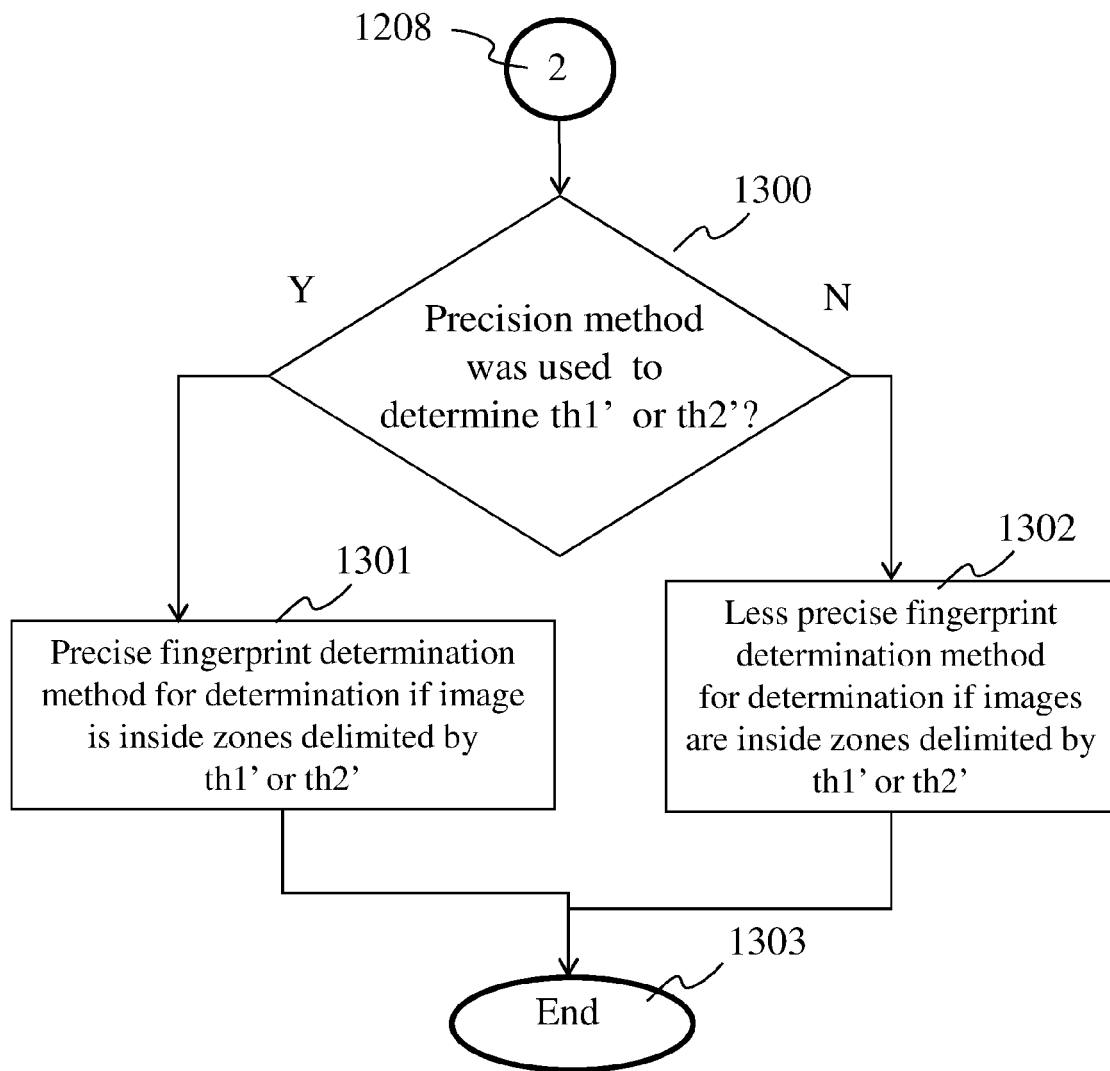 1208
2
1300
Y
N
Precision method
was used to
determine th1’ or th2’?
1301
1302
Precise fingerprint determination
method for determination if image
is inside zones delimited by
th1’ or th2’
Less precise fingerprint
determination method
for determination if images
are inside zones delimited by
th1’ or th2’
1303
End